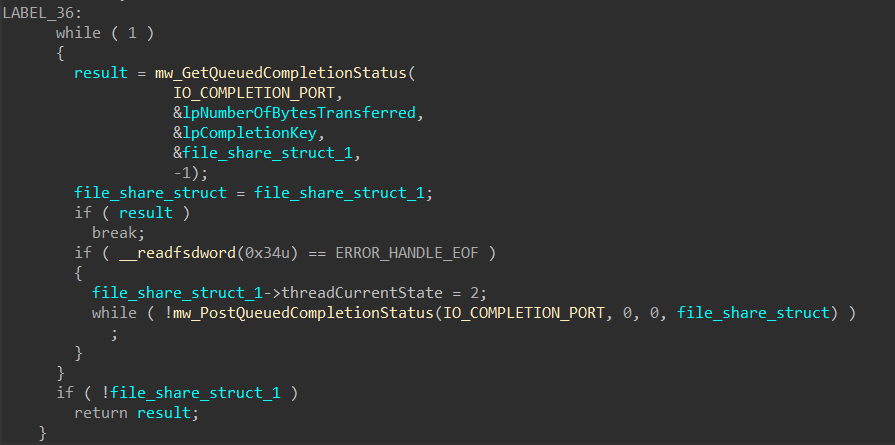 LABEL_36:
while ( 1 )
{
result = mw_GetQueuedCompletionStatus(
IO_COMPLETION_PORT,
&lpNumberOfBytesTransferred,
&lpCompletionKey,
&file_share_struct_1,
-1);
file_share_struct = file_share_struct_1;
if ( result )
break;
if ( __readfsdword(0x34u) == ERROR_HANDLE_EOF )
{
file_share_struct_1->threadCurrentState = 2;
while ( !mw_PostQueuedCompletionStatus(IO_COMPLETION_PORT, 0, 0, file_share_struct) )
;
}
}
if ( !file_share_struct_1 )
return result;
}